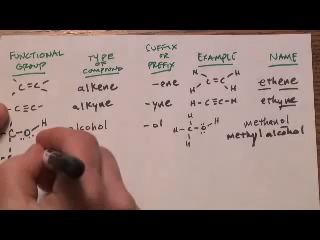 FUNCTIONAL GROUP TYPE OF COMPOUND SUFFIX OR PREFIX EXAMPLE NAME
C=C alkene -ene H H C=C H H ethene
-C≡C- alkyne -yne H-C≡C-H ethyne
-C-O-H alcohol -ol H H-C-O-H H methanol
methyl alcohol